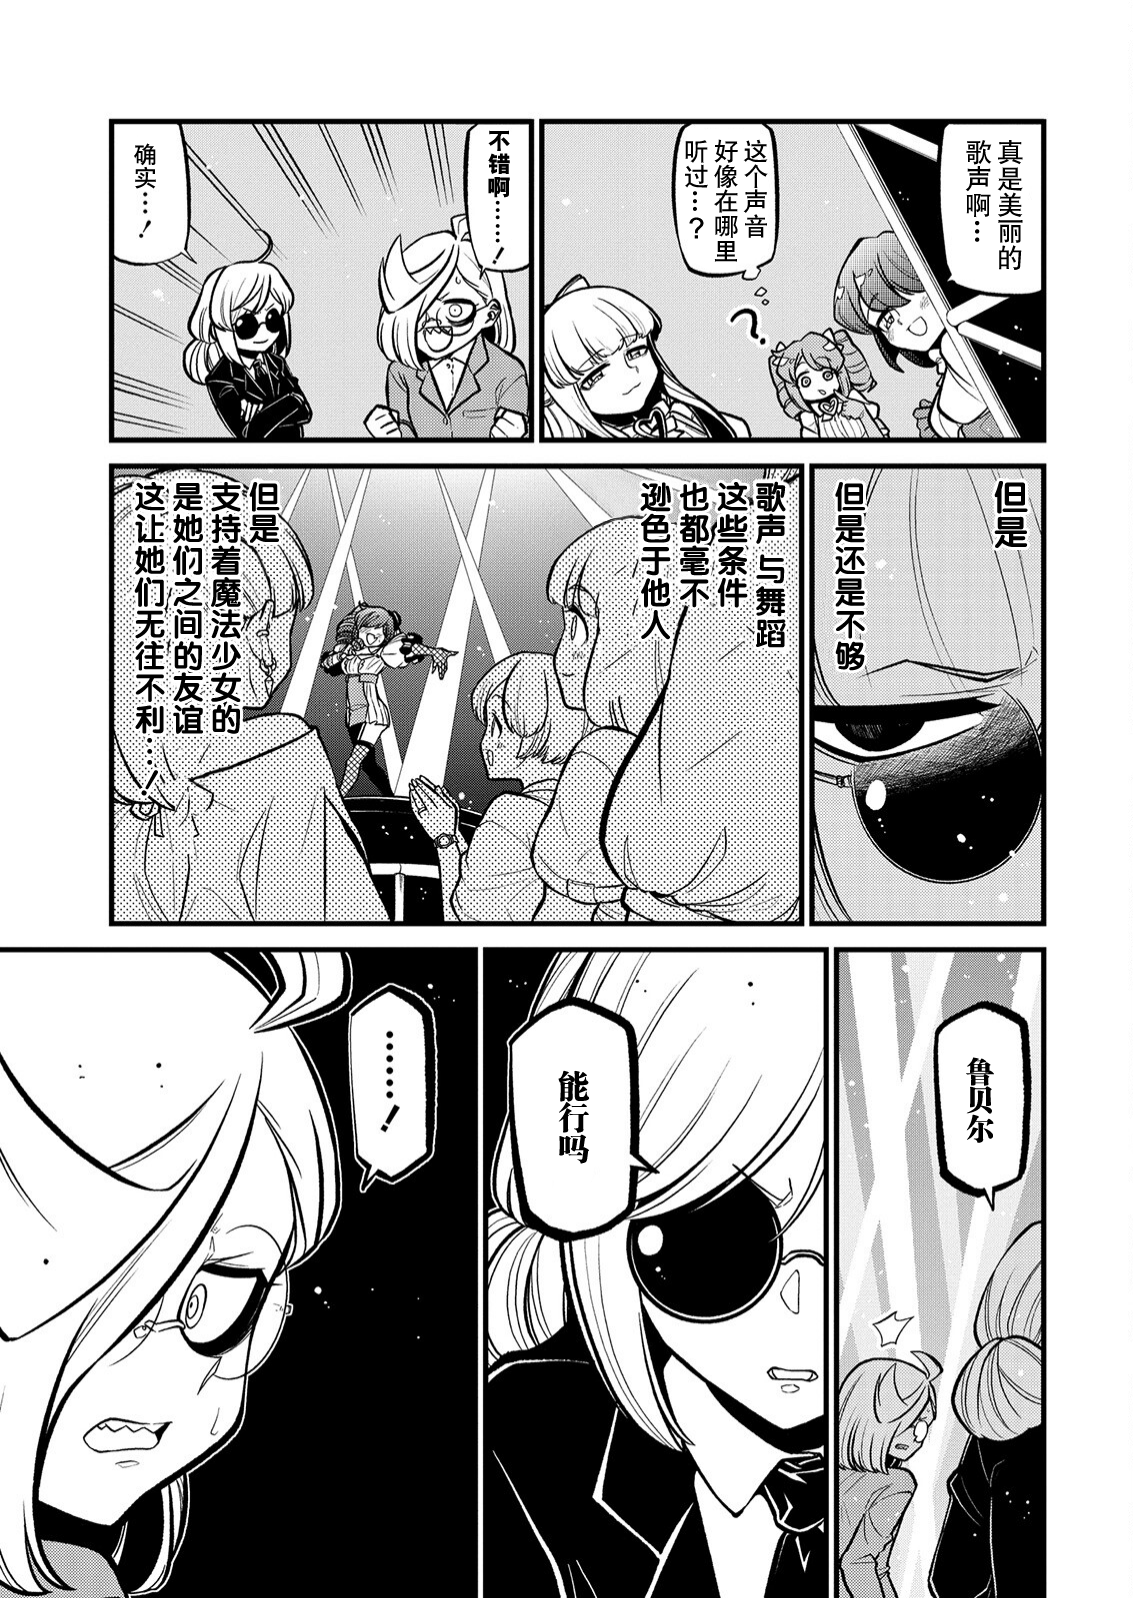 真是美丽的
歌声啊…
这个声音
好像在哪里
听过…？
？
不错啊……！
确实…！
但是
但是还是不够
歌声 与舞蹈
这些条件
也都毫不
逊色于他人
但是
支持着魔法少女的
是她们之间的友谊
这让她们无往不利…！
鲁贝尔
能行吗
……！